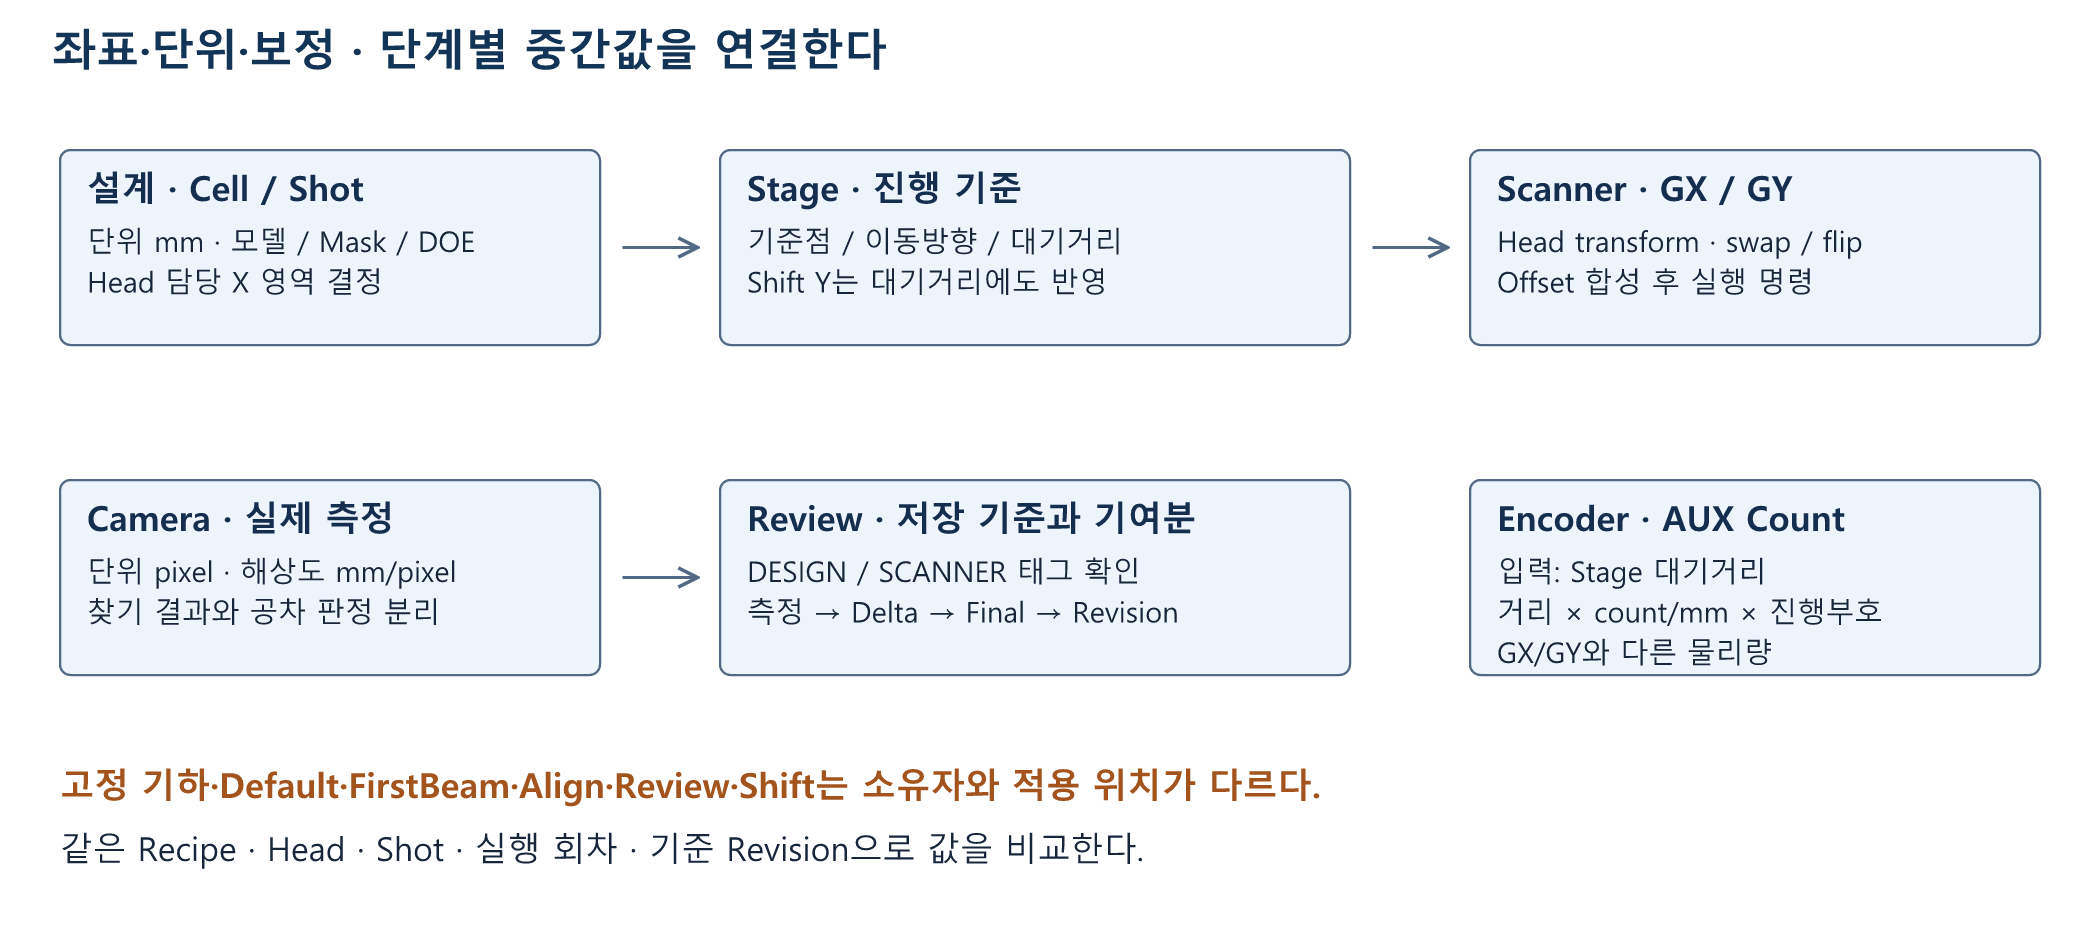 좌표·단위·보정 · 단계별 중간값을 연결한다
설계 · Cell / Shot
단위 mm · 모델 / Mask / DOE
Head 담당 X 영역 결정
Stage · 진행 기준
기준점 / 이동방향 / 대기거리
Shift Y는 대기거리에도 반영
Scanner · GX / GY
Head transform · swap / flip
Offset 합성 후 실행 명령
Camera · 실제 측정
단위 pixel · 해상도 mm/pixel
찾기 결과와 공차 판정 분리
Review · 저장 기준과 기여분
DESIGN / SCANNER 태그 확인
측정 → Delta → Final → Revision
Encoder · AUX Count
입력: Stage 대기거리
거리 × count/mm × 진행부호
GX/GY와 다른 물리량
고정 기하·Default·FirstBeam·Align·Review·Shift는 소유자와 적용 위치가 다르다.
같은 Recipe · Head · Shot · 실행 회차 · 기준 Revision으로 값을 비교한다.